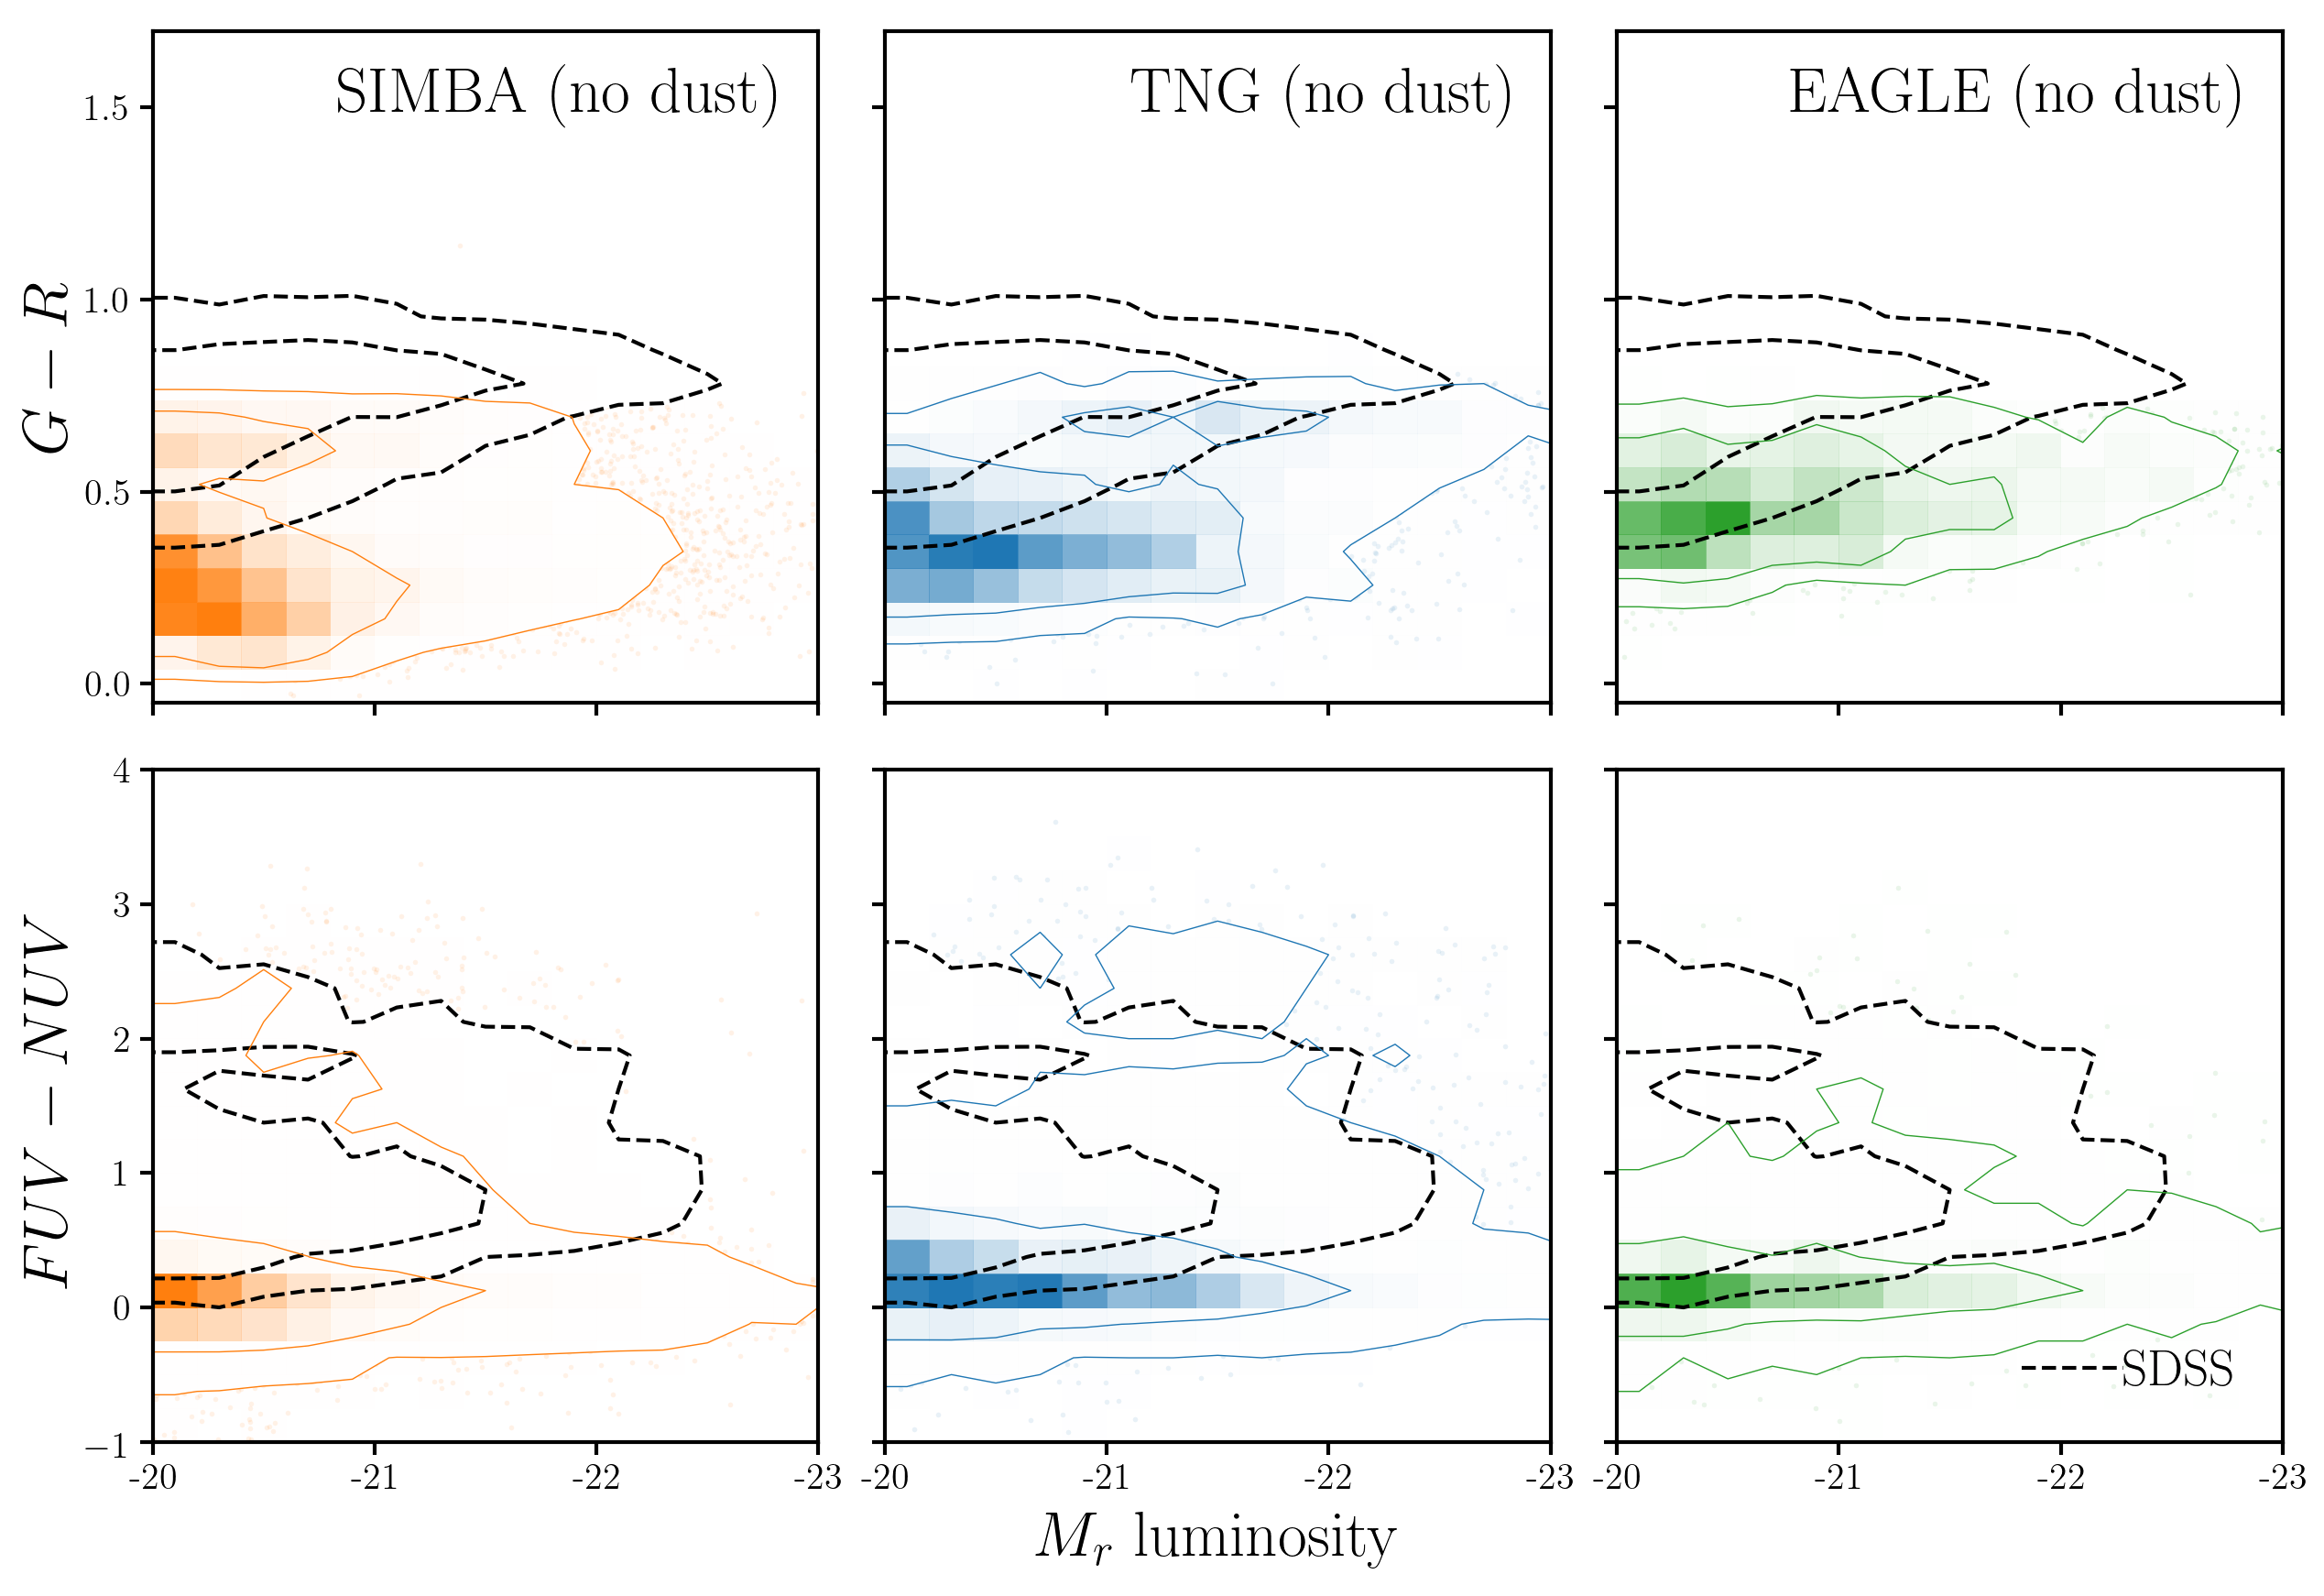 SIMBA (no dust)
TNG (no dust)
EAGLE (no dust)
G − R
1.5
1.0
0.5
0.0
FUV − NUV
4
3
2
1
0
−1
SDSS
-20 -21 -22 -23
-20 -21 -22 -23
-20 -21 -22 -23
M_r luminosity